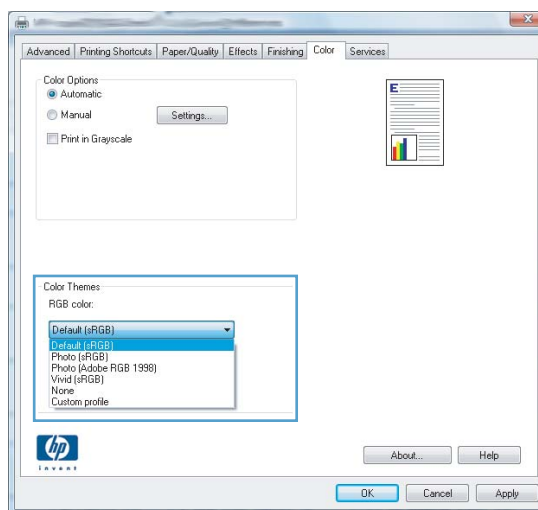 Advanced Printing Shortcuts Paper/Quality Effects Finishing Color Services
Color Options
Automatic
Manual Settings...
Print in Grayscale
E
Color Themes
RGB color:
Default (sRGB)
Default (sRGB)
Photo (sRGB)
Photo (Adobe RGB 1998)
Vivid (sRGB)
None
Custom profile
hp
invent
About... Help
OK Cancel Apply